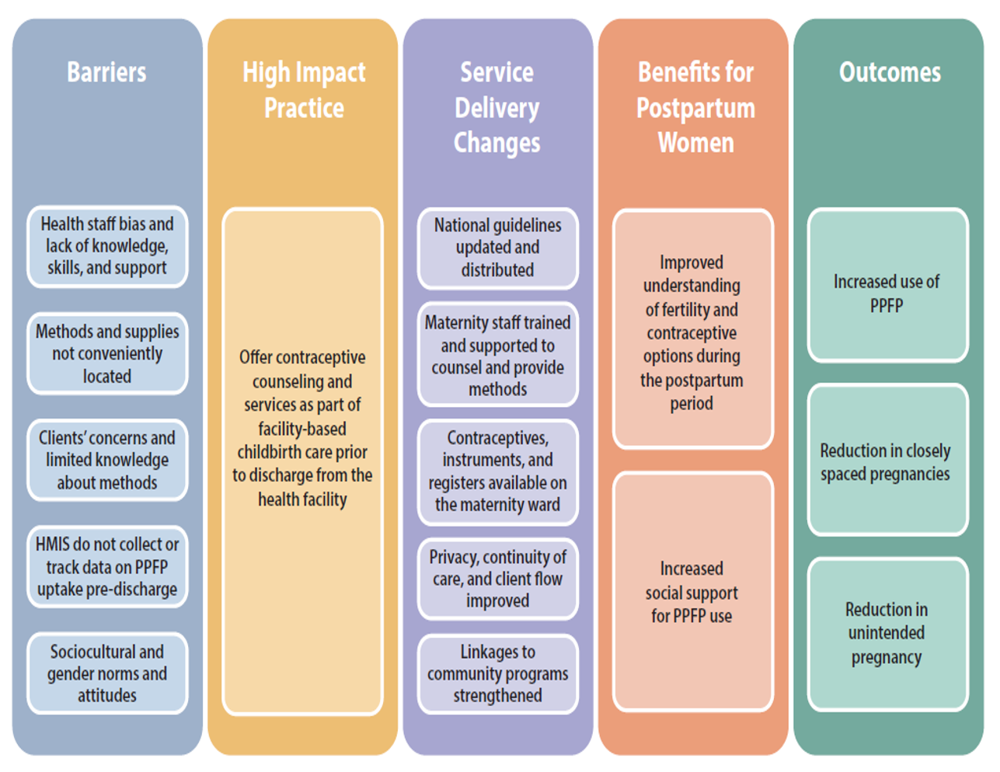 Barriers
Health staff bias and
lack of knowledge,
skills, and support
Methods and supplies
not conveniently
located
Clients’ concerns and
limited knowledge
about methods
HMIS do not collect or
track data on PPFP
uptake pre-discharge
Sociocultural and
gender norms and
attitudes
High Impact
Practice
Offer contraceptive
counseling and
services as part of
facility-based
childbirth care prior
to discharge from the
health facility
Service
Delivery
Changes
National guidelines
updated and
distributed
Maternity staff trained
and supported to
counsel and provide
methods
Contraceptives,
instruments, and
registers available on
the maternity ward
Privacy, continuity of
care, and client flow
improved
Linkages to
community programs
strengthened
Benefits for
Postpartum
Women
Improved
understanding
of fertility and
contraceptive
options during
the postpartum
period
Increased
social support
for PPFP use
Outcomes
Increased use of
PPFP
Reduction in closely
spaced pregnancies
Reduction in
unintended
pregnancy